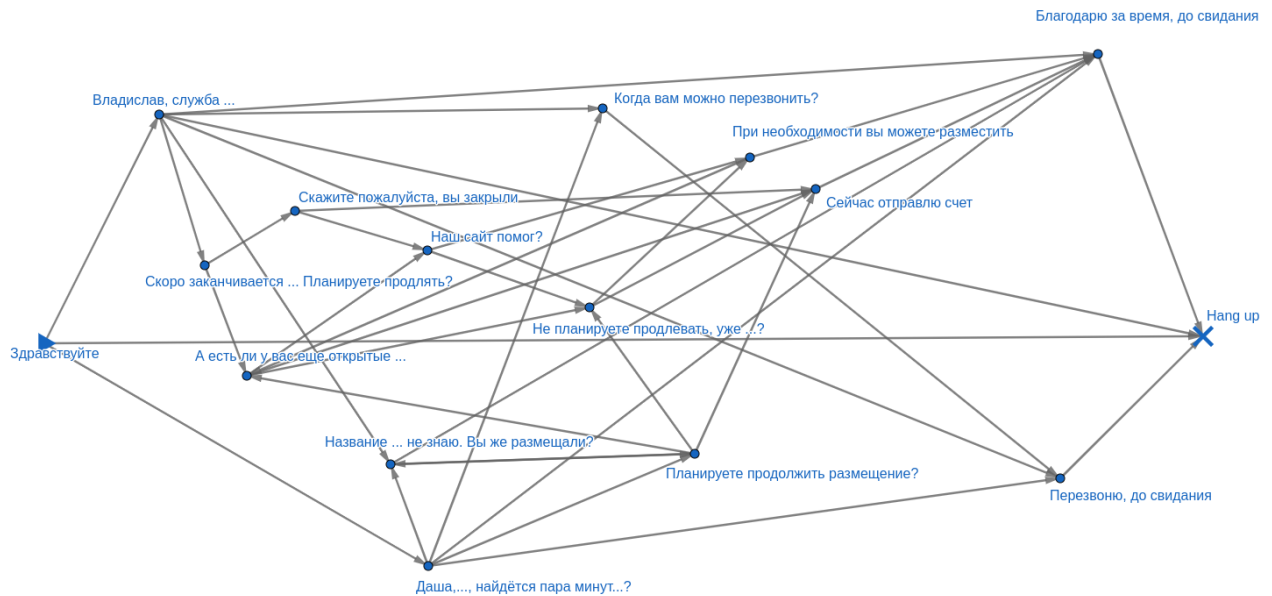 Благодарю за время, до свидания
Владислав, служба ...
Когда вам можно перезвонить?
При необходимости вы можете разместить
Скажите пожалуйста, вы закрыли
Сейчас отправлю счет
Наш сайт помог?
Скоро заканчивается ... Планируете продлять?
Hang up
Не планируете продлевать, уже ...?
Здравствуйте
А есть ли у вас еще открытые ...
Название ... не знаю. Вы же размещали?
Планируете продолжить размещение?
Перезвоню, до свидания
Даша,..., найдётся пара минут...?